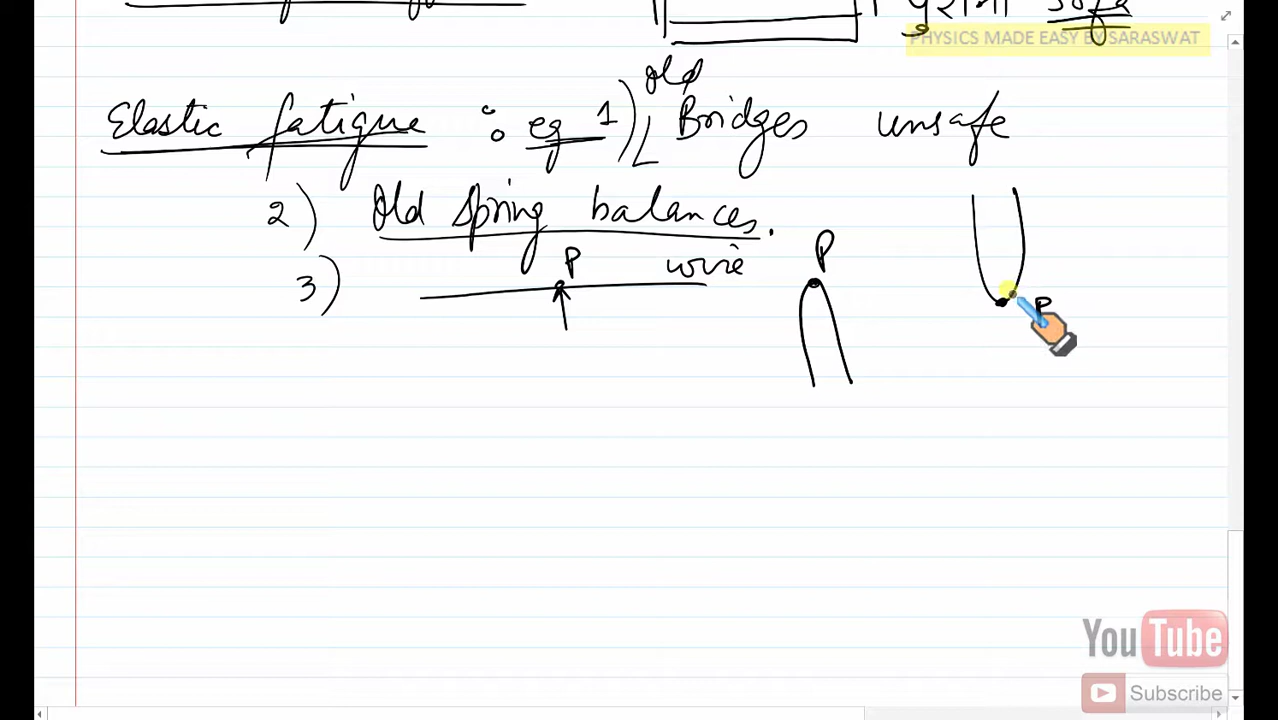 पुराना Sofa
PHYSICS MADE EASY BY SARASWAT
old
Elastic fatigue : eg 1) Bridges unsafe
2) Old Spring balances.
3) P wire P
P
YouTube
Subscribe